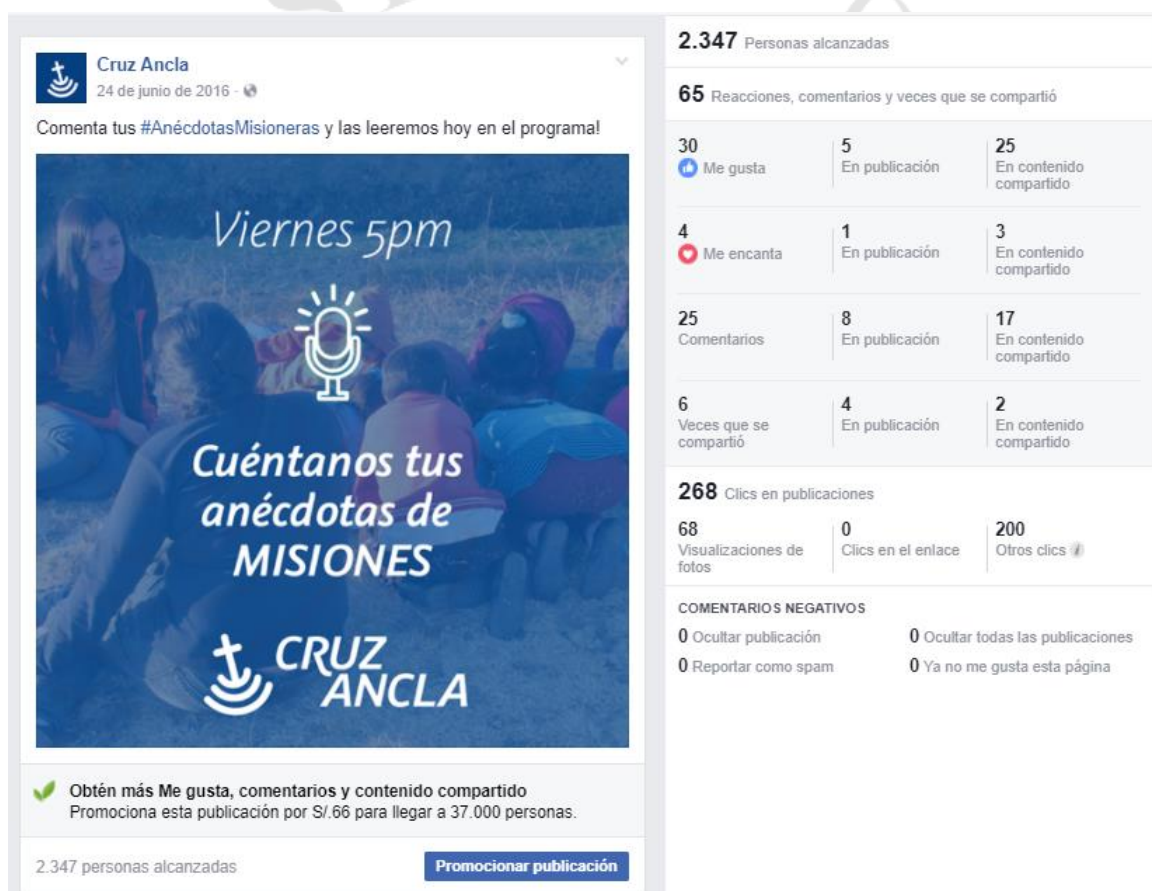 Cruz Ancla
24 de junio de 2016 ·
Comenta tus #AnécdotasMisioneras y las leeremos hoy en el programa!
Viernes 5pm
Cuéntanos tus
anécdotas de
MISIONES
CRUZ
ANCLA
Obtén más Me gusta, comentarios y contenido compartido
Promociona esta publicación por S/.66 para llegar a 37.000 personas.
2.347 personas alcanzadas
Promocionar publicación
2.347 Personas alcanzadas
65 Reacciones, comentarios y veces que se compartió
30
Me gusta
5
En publicación
25
En contenido
compartido
4
Me encanta
1
En publicación
3
En contenido
compartido
25
Comentarios
8
En publicación
17
En contenido
compartido
6
Veces que se
compartió
4
En publicación
2
En contenido
compartido
268 Clics en publicaciones
68
Visualizaciones de
fotos
0
Clics en el enlace
200
Otros clics
COMENTARIOS NEGATIVOS
0 Ocultar publicación
0 Ocultar todas las publicaciones
0 Reportar como spam
0 Ya no me gusta esta página